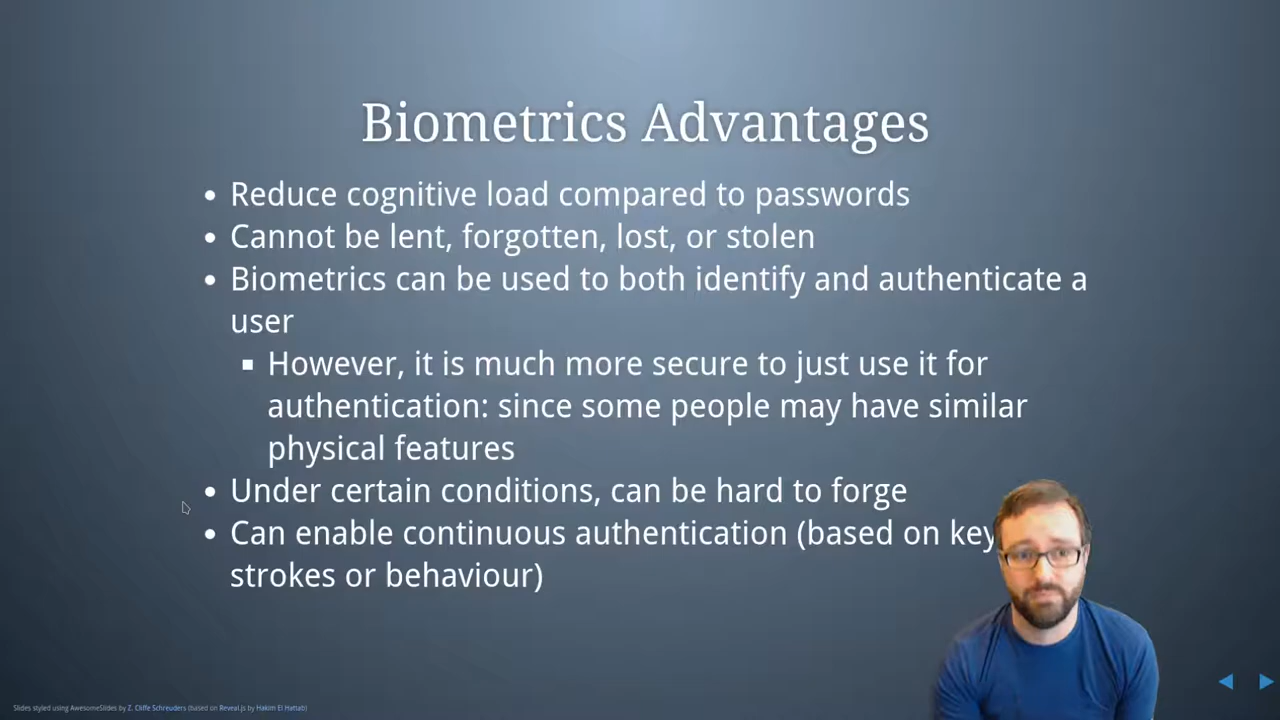 Biometrics Advantages
• Reduce cognitive load compared to passwords
• Cannot be lent, forgotten, lost, or stolen
• Biometrics can be used to both identify and authenticate a
user
▪ However, it is much more secure to just use it for
authentication: since some people may have similar
physical features
• Under certain conditions, can be hard to forge
• Can enable continuous authentication (based on key
strokes or behaviour)
Slides styled using AwesomeSlides by Z. Cliffe Schreuders (based on Reveal.js by Hakim El Hattab)